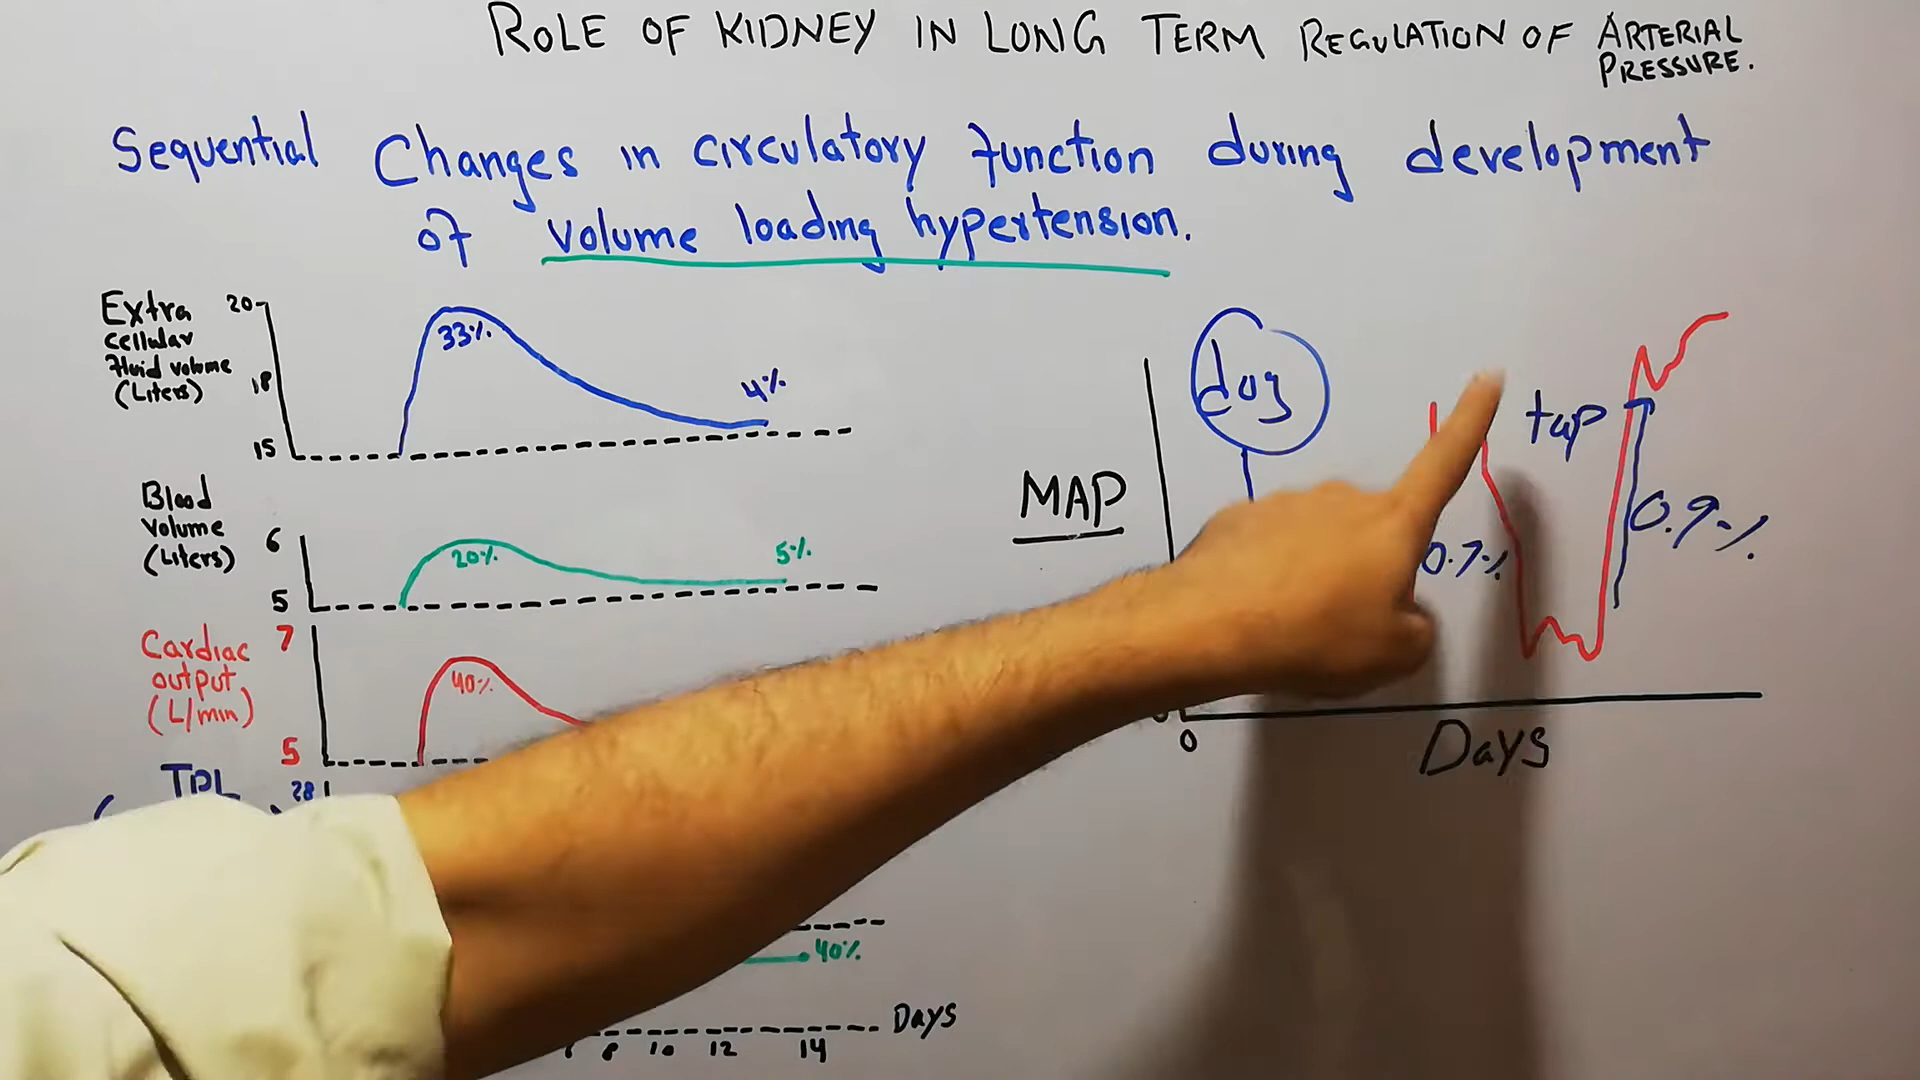 ROLE OF KIDNEY IN LONG TERM REGULATION OF ARTERIAL
PRESSURE.
Sequential Changes in circulatory function during development
of volume loading hypertension.
Extra
cellular
fluid volume
(Liters)
20
18
15
33%
4%
Blood
volume
(Liters)
6
5
20%
5%
Cardiac
output
(L/min)
7
5
40%
28
40%
Days
8 10 12 14
MAP
dog
tap
0.7%
0.9%
0
Days